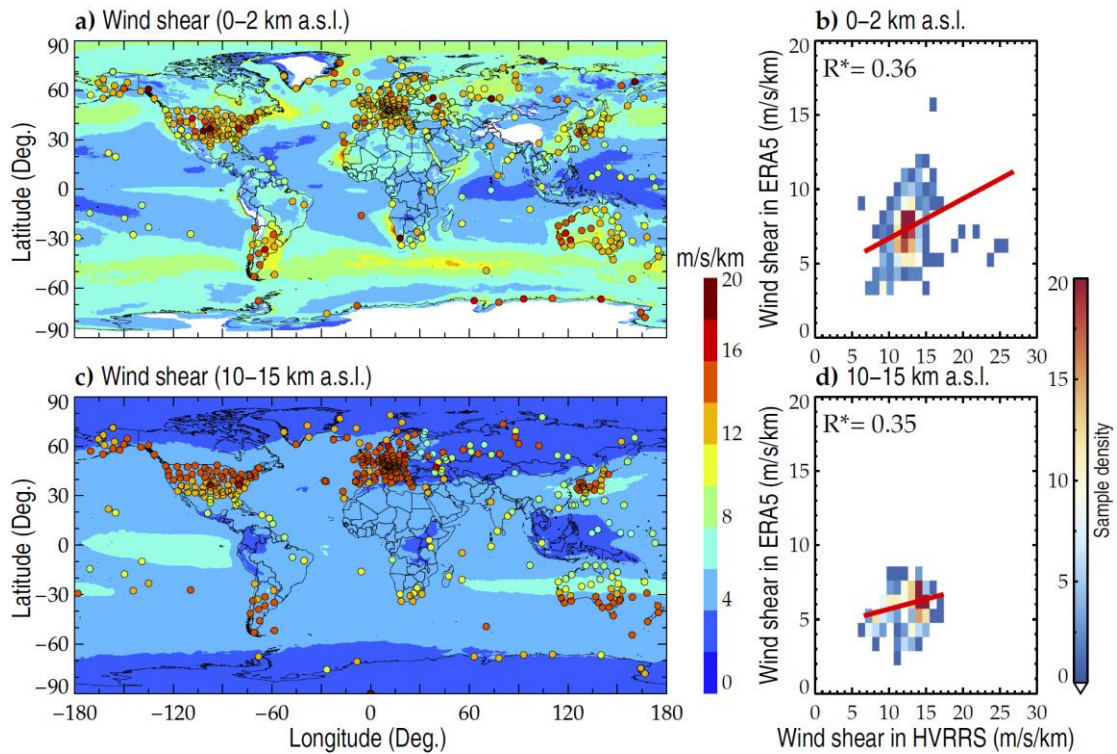 a) Wind shear (0–2 km a.s.l.)
90
60
30
0
−30
−60
−90
Latitude (Deg.)
b) 0–2 km a.s.l.
R*= 0.36
20
15
10
5
0
Wind shear in ERA5 (m/s/km)
0 5 10 15 20 25 30
m/s/km
20
16
12
8
4
0
c) Wind shear (10–15 km a.s.l.)
90
60
30
0
−30
−60
−90
Latitude (Deg.)
−180 −120 −60 0 60 120 180
Longitude (Deg.)
d) 10–15 km a.s.l.
R*= 0.35
20
15
10
5
0
Wind shear in ERA5 (m/s/km)
0 5 10 15 20 25 30
Wind shear in HVRRS (m/s/km)
20
15
10
5
0
Sample density